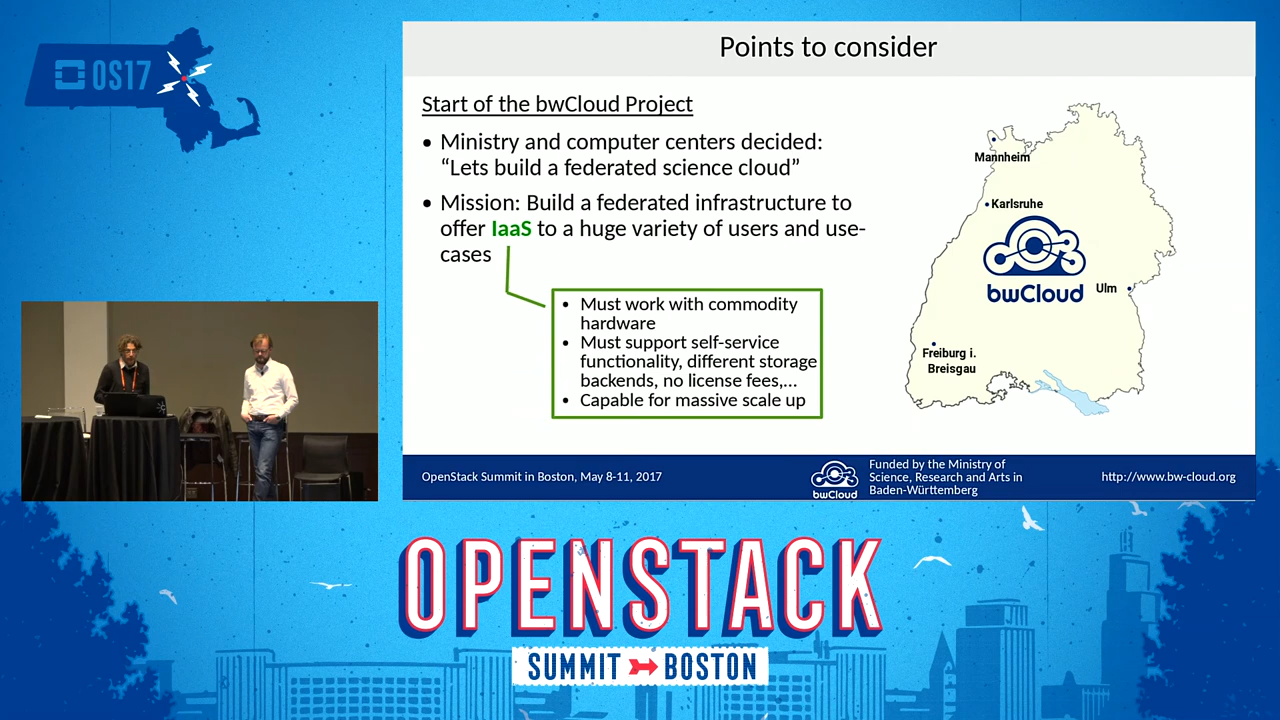 OS17
Points to consider
Start of the bwCloud Project
• Ministry and computer centers decided:
“Lets build a federated science cloud”
• Mission: Build a federated infrastructure to
offer IaaS to a huge variety of users and use-
cases
• Must work with commodity
hardware
• Must support self-service
functionality, different storage
backends, no license fees,...
• Capable for massive scale up
Mannheim
Karlsruhe
bwCloud
Ulm
Freiburg i.
Breisgau
OpenStack Summit in Boston, May 8-11, 2017
bwCloud
Funded by the Ministry of
Science, Research and Arts in
Baden-Württemberg
http://www.bw-cloud.org
OPENSTACK
SUMMIT BOSTON